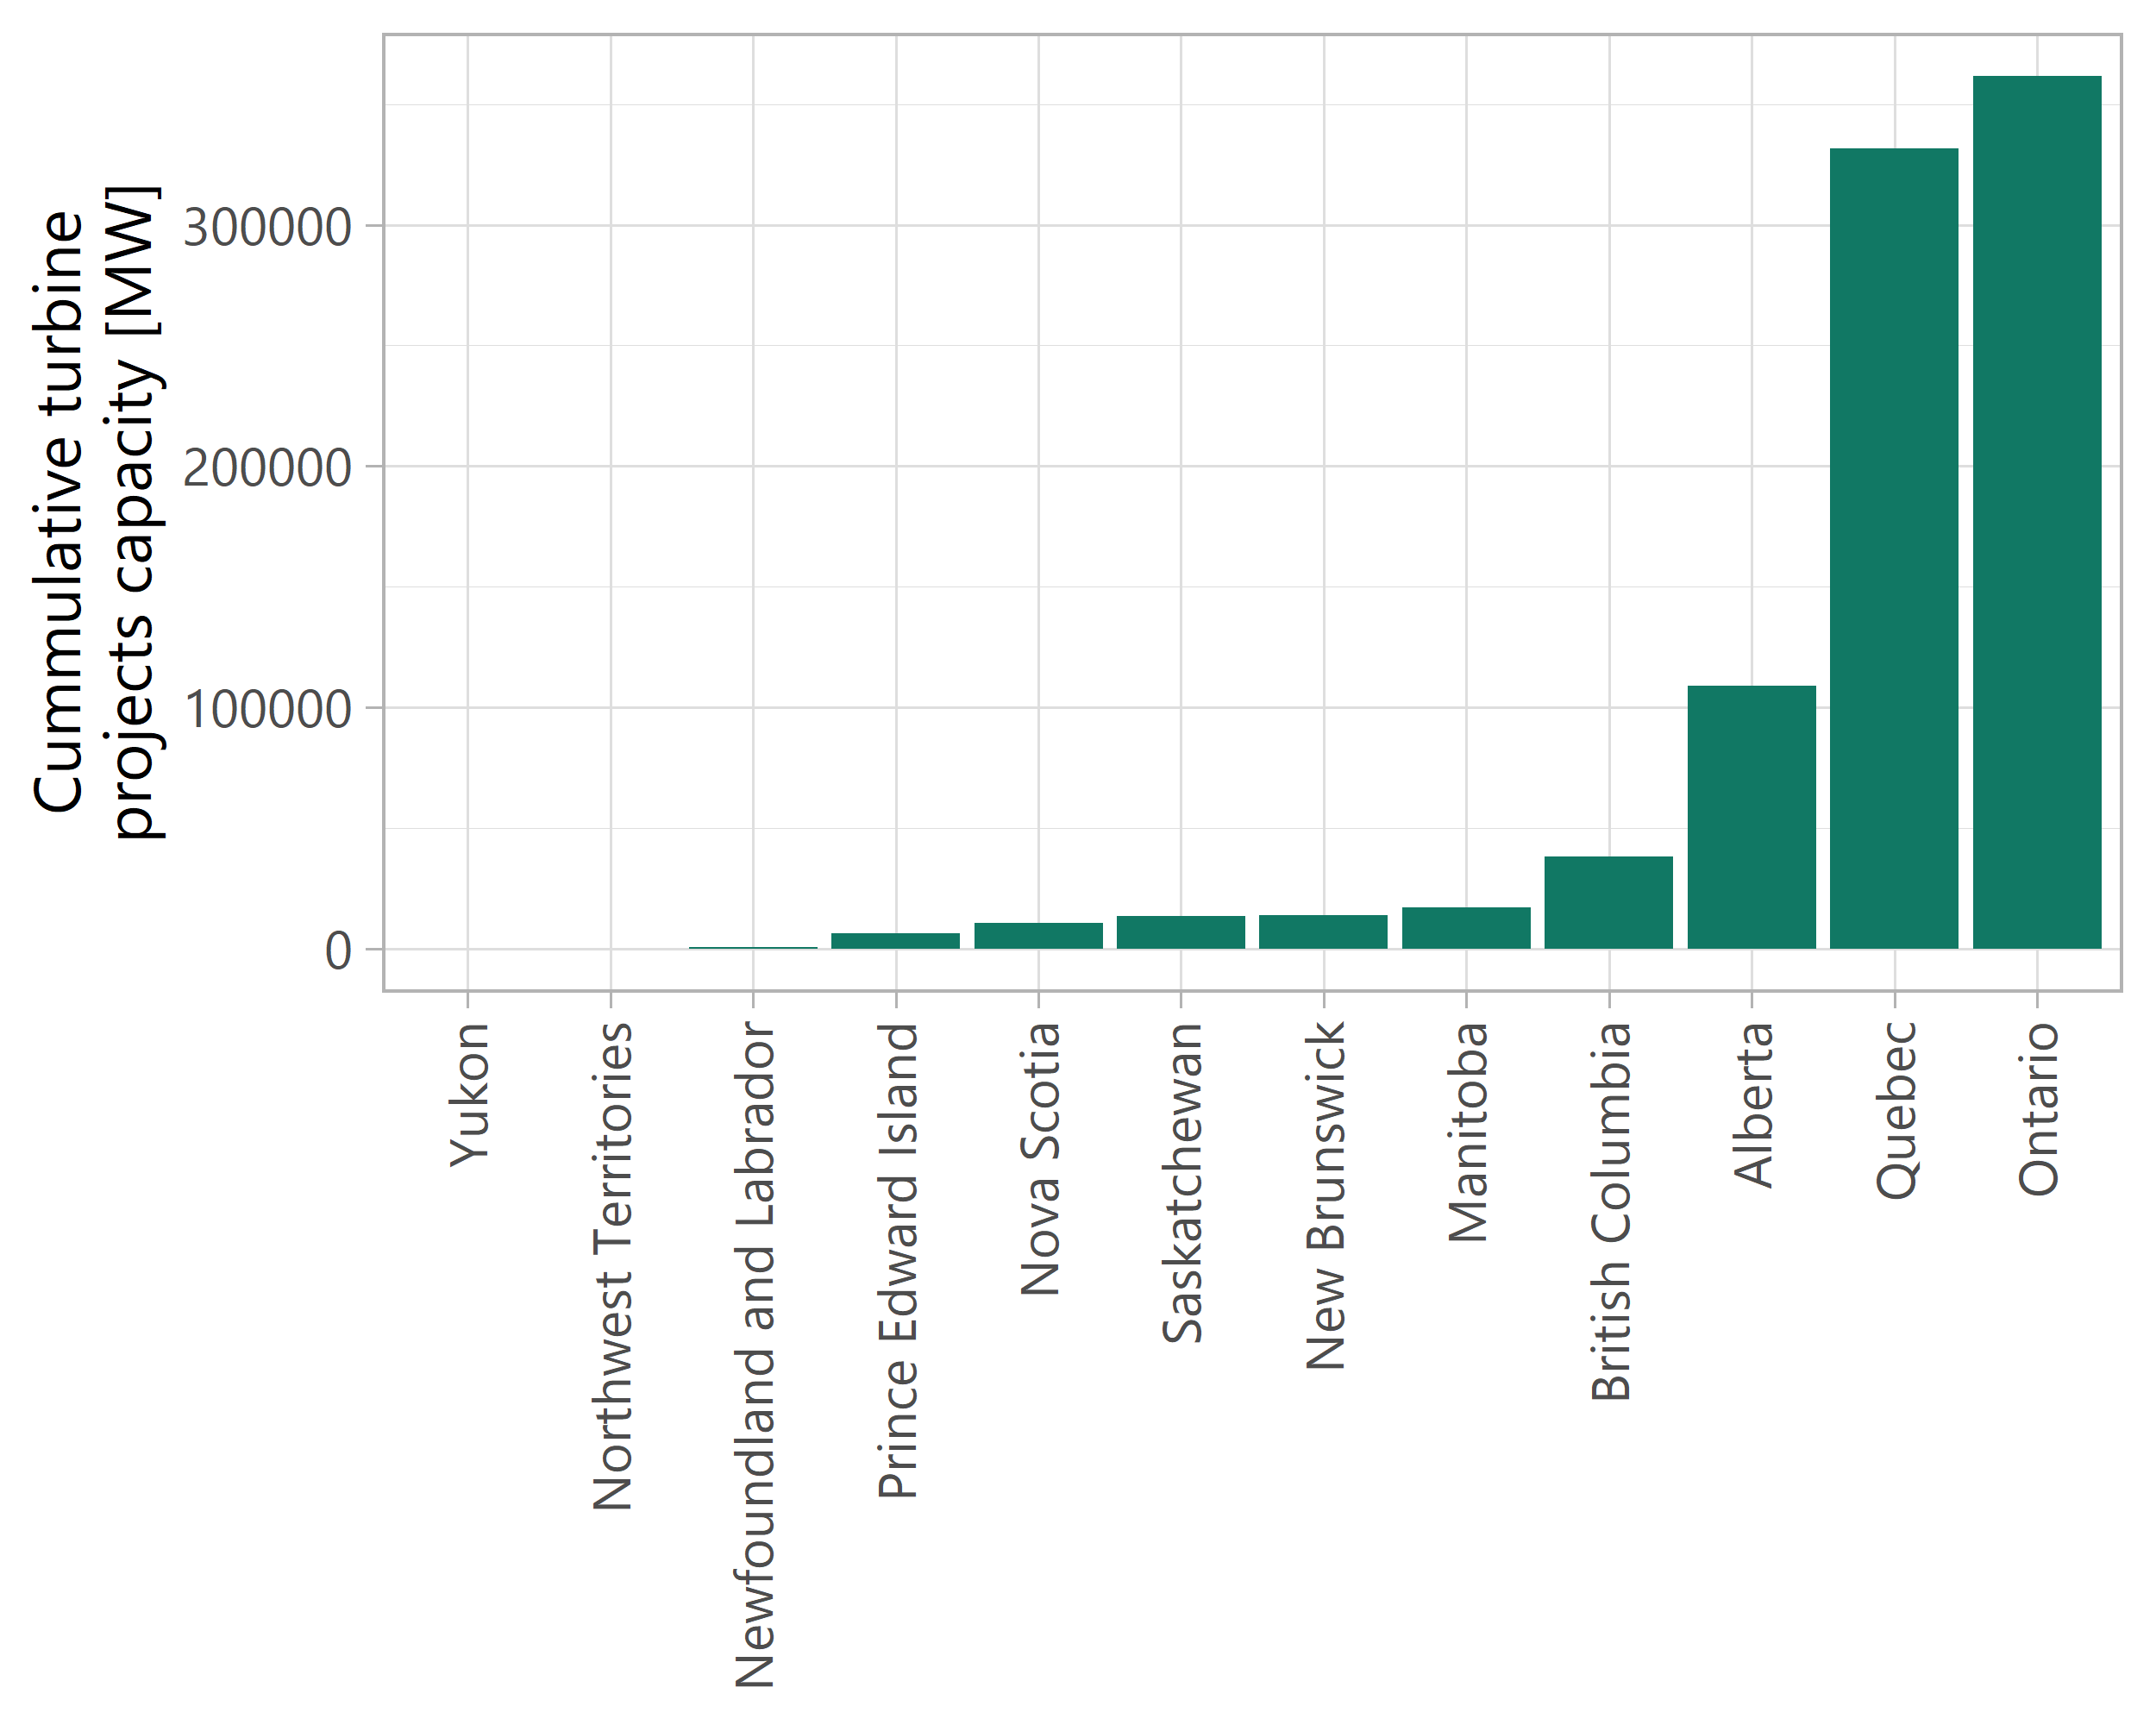 Cummulative turbine
projects capacity [MW]
300000
200000
100000
0
Yukon
Northwest Territories
Newfoundland and Labrador
Prince Edward Island
Nova Scotia
Saskatchewan
New Brunswick
Manitoba
British Columbia
Alberta
Quebec
Ontario